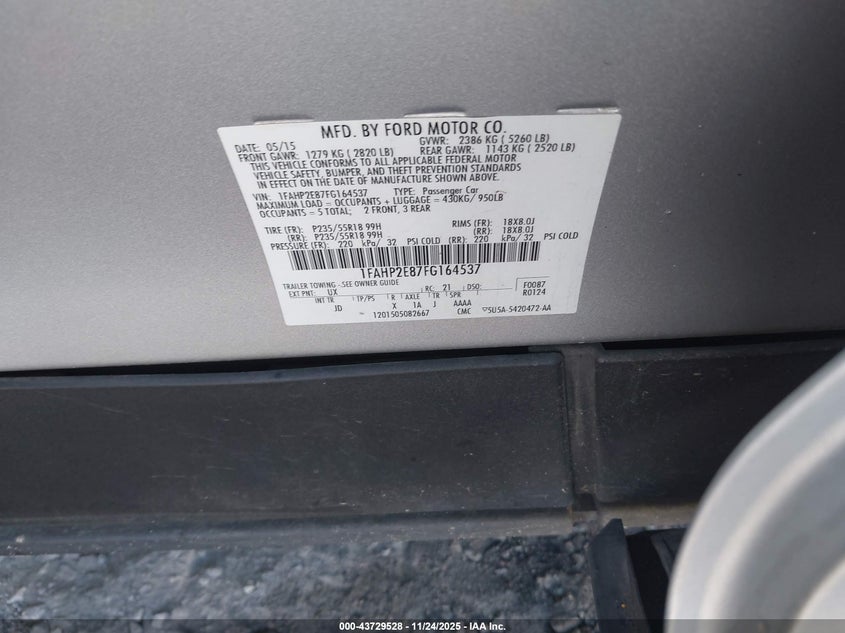 MFD. BY FORD MOTOR CO.
DATE: 05/15 GVWR: 2386 KG ( 5260 LB)
FRONT GAWR: 1279 KG ( 2820 LB) REAR GAWR: 1143 KG ( 2520 LB)
THIS VEHICLE CONFORMS TO ALL APPLICABLE FEDERAL MOTOR
VEHICLE SAFETY, BUMPER, AND THEFT PREVENTION STANDARDS
IN EFFECT ON THE DATE OF MANUFACTURE SHOWN ABOVE.
VIN: 1FAHP2E87FG164537 TYPE: Passenger Car
MAXIMUM LOAD = OCCUPANTS + LUGGAGE = 430KG/ 950LB
OCCUPANTS = 5 TOTAL; 2 FRONT, 3 REAR
TIRE (FR): P235/55R18 99H RIMS (FR): 18X8.0J
(RR): P235/55R18 99H (RR): 18X8.0J
PRESSURE (FR): 220 kPa/ 32 PSI COLD (RR): 220 kPa/ 32 PSI COLD
1FAHP2E87FG164537
TRAILER TOWING - SEE OWNER GUIDE
EXT PNT: UX RC: 21 DSO: F0087
INT TR TP/PS R AXLE TR SPR R0124
JD X 1A J AAAA
1201505082667 CMC 5U5A-5420472-AA
000-43729528 - 11/24/2025 - IAA Inc.